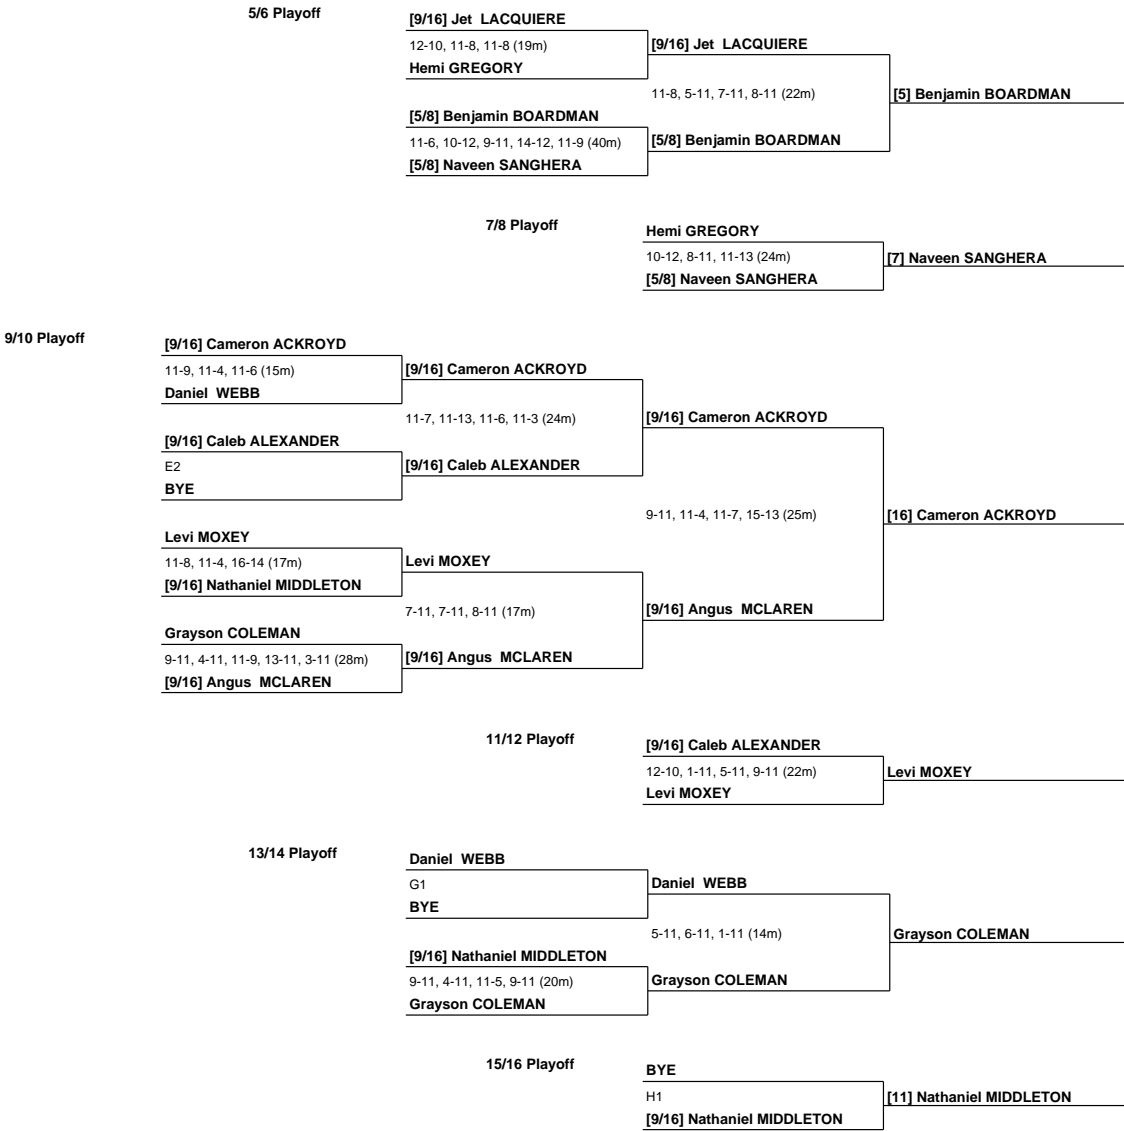 5/6 Playoff
[9/16] Jet LACQUIERE
12-10, 11-8, 11-8 (19m)
Hemi GREGORY
[9/16] Jet LACQUIERE
11-8, 5-11, 7-11, 8-11 (22m)
[5] Benjamin BOARDMAN
[5/8] Benjamin BOARDMAN
11-6, 10-12, 9-11, 14-12, 11-9 (40m)
[5/8] Naveen SANGHERA
[5/8] Benjamin BOARDMAN
7/8 Playoff
Hemi GREGORY
10-12, 8-11, 11-13 (24m)
[5/8] Naveen SANGHERA
[7] Naveen SANGHERA
9/10 Playoff
[9/16] Cameron ACKROYD
11-9, 11-4, 11-6 (15m)
Daniel WEBB
[9/16] Cameron ACKROYD
11-7, 11-13, 11-6, 11-3 (24m)
[9/16] Cameron ACKROYD
[9/16] Caleb ALEXANDER
E2
BYE
[9/16] Caleb ALEXANDER
9-11, 11-4, 11-7, 15-13 (25m)
[16] Cameron ACKROYD
Levi MOXEY
11-8, 11-4, 16-14 (17m)
[9/16] Nathaniel MIDDLETON
Levi MOXEY
7-11, 7-11, 8-11 (17m)
[9/16] Angus MCLAREN
Grayson COLEMAN
9-11, 4-11, 11-9, 13-11, 3-11 (28m)
[9/16] Angus MCLAREN
[9/16] Angus MCLAREN
11/12 Playoff
[9/16] Caleb ALEXANDER
12-10, 1-11, 5-11, 9-11 (22m)
Levi MOXEY
Levi MOXEY
13/14 Playoff
Daniel WEBB
G1
BYE
Daniel WEBB
5-11, 6-11, 1-11 (14m)
Grayson COLEMAN
[9/16] Nathaniel MIDDLETON
9-11, 4-11, 11-5, 9-11 (20m)
Grayson COLEMAN
Grayson COLEMAN
15/16 Playoff
BYE
H1
[9/16] Nathaniel MIDDLETON
[11] Nathaniel MIDDLETON